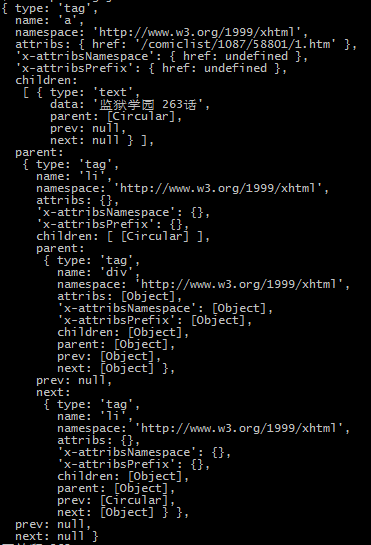 { type: 'tag',
name: 'a',
namespace: 'http://www.w3.org/1999/xhtml',
attribs: { href: '/comiclist/1087/58801/1.htm' },
'x-attribsNamespace': { href: undefined },
'x-attribsPrefix': { href: undefined },
children:
[ { type: 'text',
data: '监狱学园 263话',
parent: [Circular],
prev: null,
next: null } ],
parent:
{ type: 'tag',
name: 'li',
namespace: 'http://www.w3.org/1999/xhtml',
attribs: {},
'x-attribsNamespace': {},
'x-attribsPrefix': {},
children: [ [Circular] ],
parent:
{ type: 'tag',
name: 'div',
namespace: 'http://www.w3.org/1999/xhtml',
attribs: [Object],
'x-attribsNamespace': [Object],
'x-attribsPrefix': [Object],
children: [Object],
parent: [Object],
prev: [Object],
next: [Object] },
prev: null,
next:
{ type: 'tag',
name: 'li',
namespace: 'http://www.w3.org/1999/xhtml',
attribs: {},
'x-attribsNamespace': {},
'x-attribsPrefix': {},
children: [Object],
parent: [Object],
prev: [Circular],
next: [Object] } },
prev: null,
next: null }